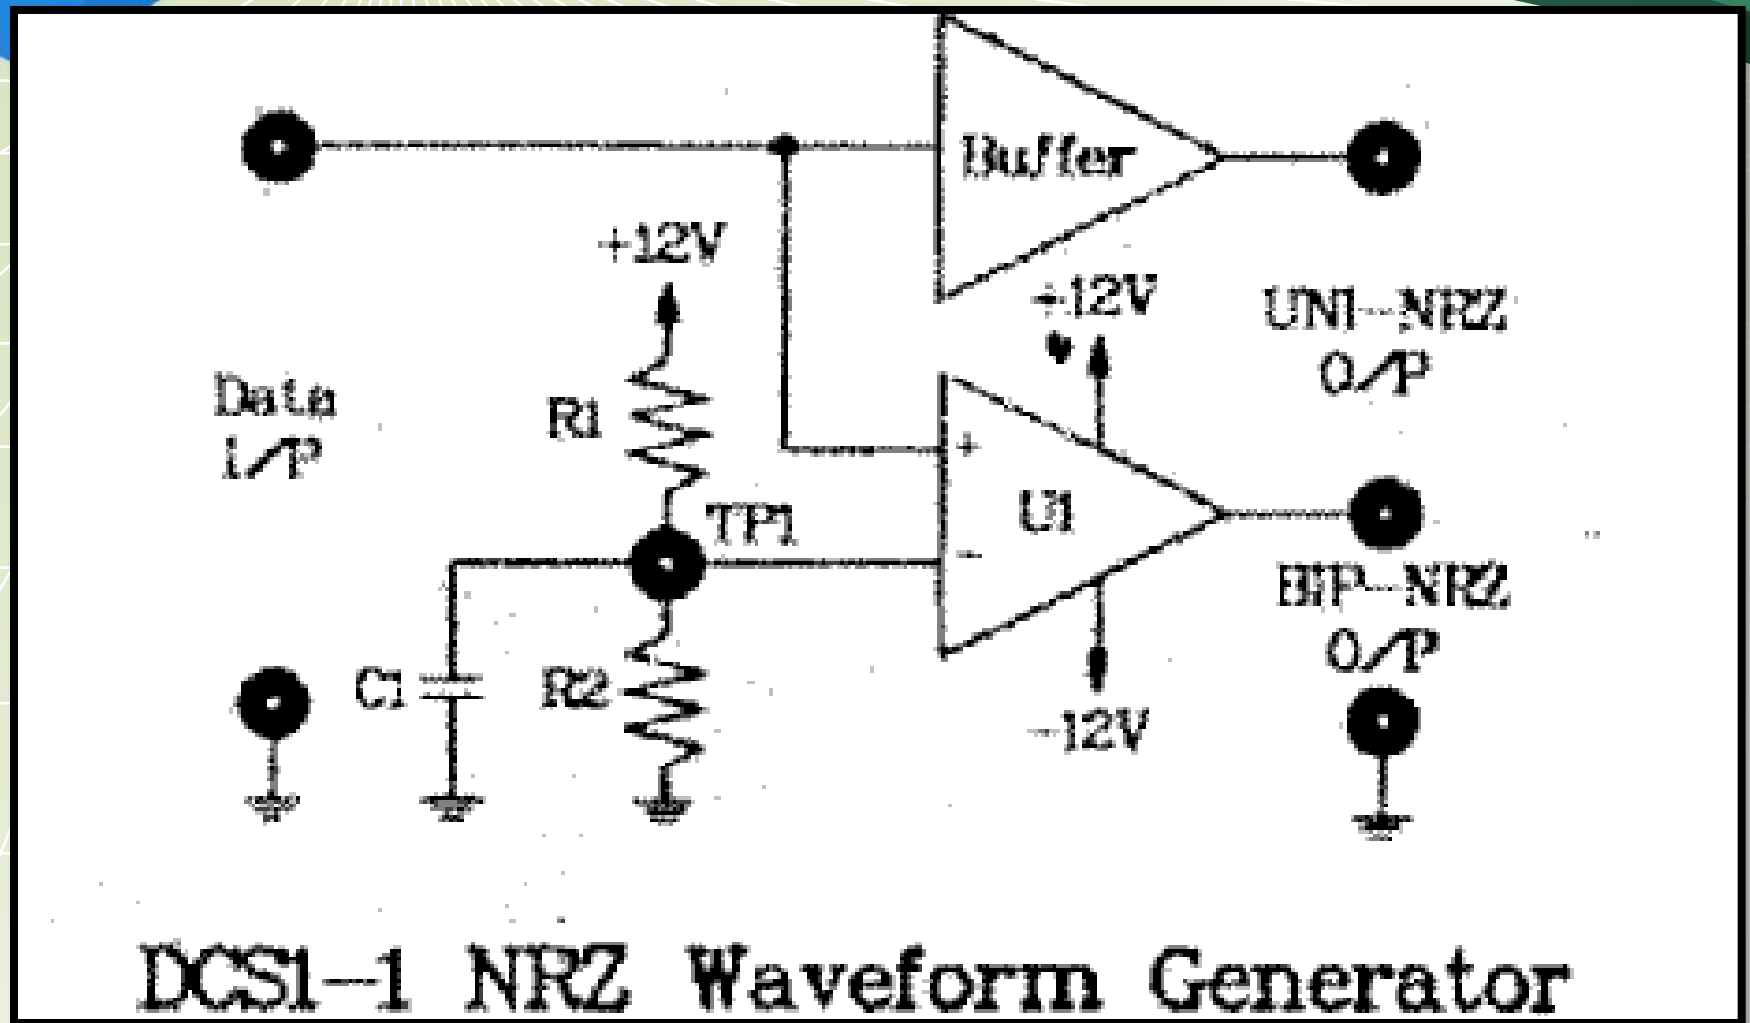 Buffer
+12V
+12V
UNI-NRZ
O/P
Data
I/P
R1
+
U1
TP1
-
BIP-NRZ
O/P
C1
R2
-12V
DCS1-1 NRZ Waveform Generator